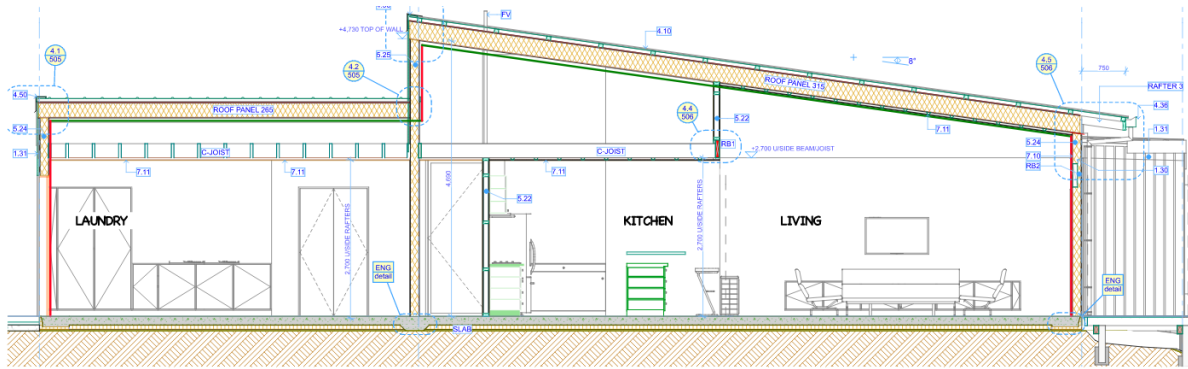 FV
+4.730 TOP OF WALL
4.10
8°
4.1
505
5.25
4.2
505
4.5
506
750
RAFTER 3
4.50
ROOF PANEL 265
ROOF PANEL 315
4.36
4.4
506
5.22
7.11
1.31
5.24
5.24
1.31
C-JOIST
C-JOIST
RB1
+2.700 U/SIDE BEAM/JOIST
7.10
RB2
1.30
7.11
7.11
7.11
4,690
5.22
2,700 U/SIDE RAFTERS
2,700 U/SIDE RAFTERS
LAUNDRY
KITCHEN
LIVING
ENG
detail
ENG
detail
SLAB